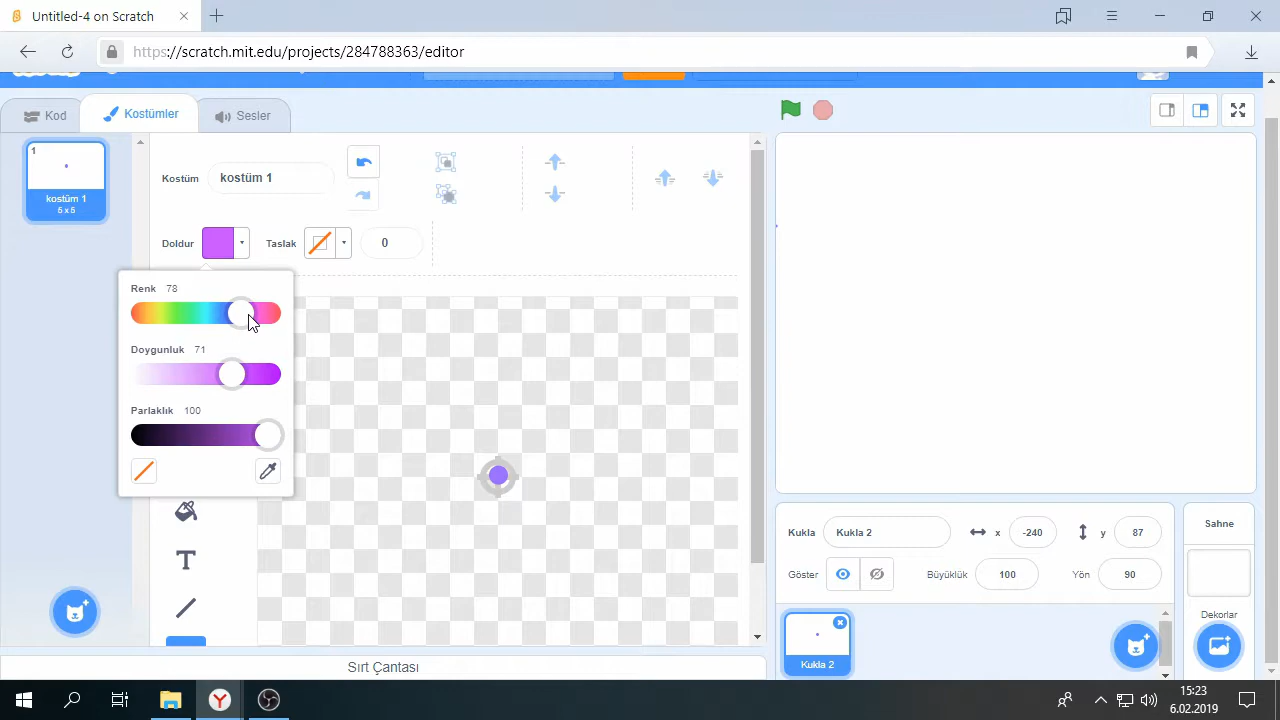 Untitled-4 on Scratch
https://scratch.mit.edu/projects/284788363/editor
Kod
Kostümler
Sesler
1
kostüm 1
5 x 5
Kostüm
kostüm 1
Doldur
Taslak
0
Renk 78
Doygunluk 71
Parlaklık 100
T
Kukla
Kukla 2
x
-240
y
87
Göster
Büyüklük
100
Yön
90
Kukla 2
Sahne
Dekorlar
Sırt Çantası
15:23
6.02.2019